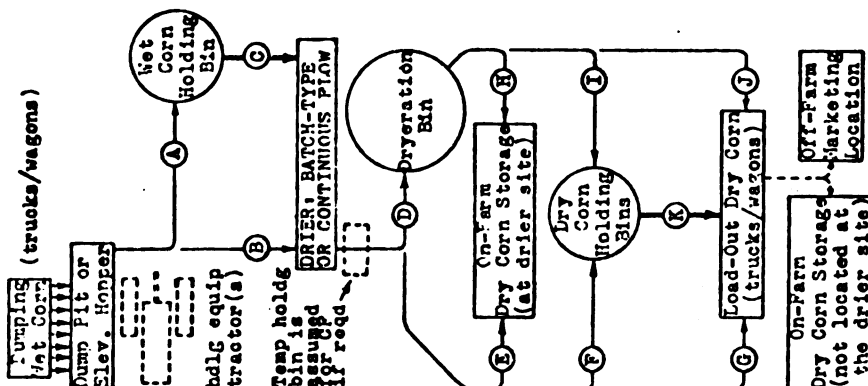 Dumping
Wet Corn
(trucks/wagons)
Dump Pit or
Elev. Hopper
A
Wet
Corn
Holding
Bin
hdlg equip
tractor(s)
B
C
Temp holdg
bin is
assumed
for CF
if reqd
DRIER: BATCH-TYPE
OR CONTINUOUS FLOW
D
Dryeration
Bin
E
H
On-Farm
Dry Corn Storage
(at drier site)
F
I
Dry
Corn
Holding
Bins
K
G
J
Load-Out Dry Corn
(trucks/wagons)
On-Farm
Dry Corn Storage
(not located at
the drier site)
Off-Farm
Marketing
Location